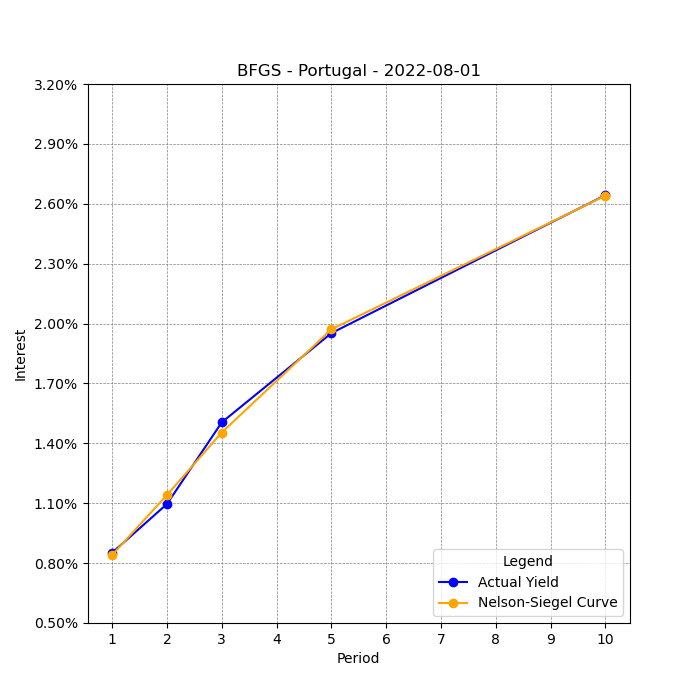 BFGS - Portugal - 2022-08-01
3.20%
2.90%
2.60%
2.30%
2.00%
1.70%
1.40%
1.10%
0.80%
0.50%
Interest
1 2 3 4 5 6 7 8 9 10
Period
Legend
Actual Yield
Nelson-Siegel Curve